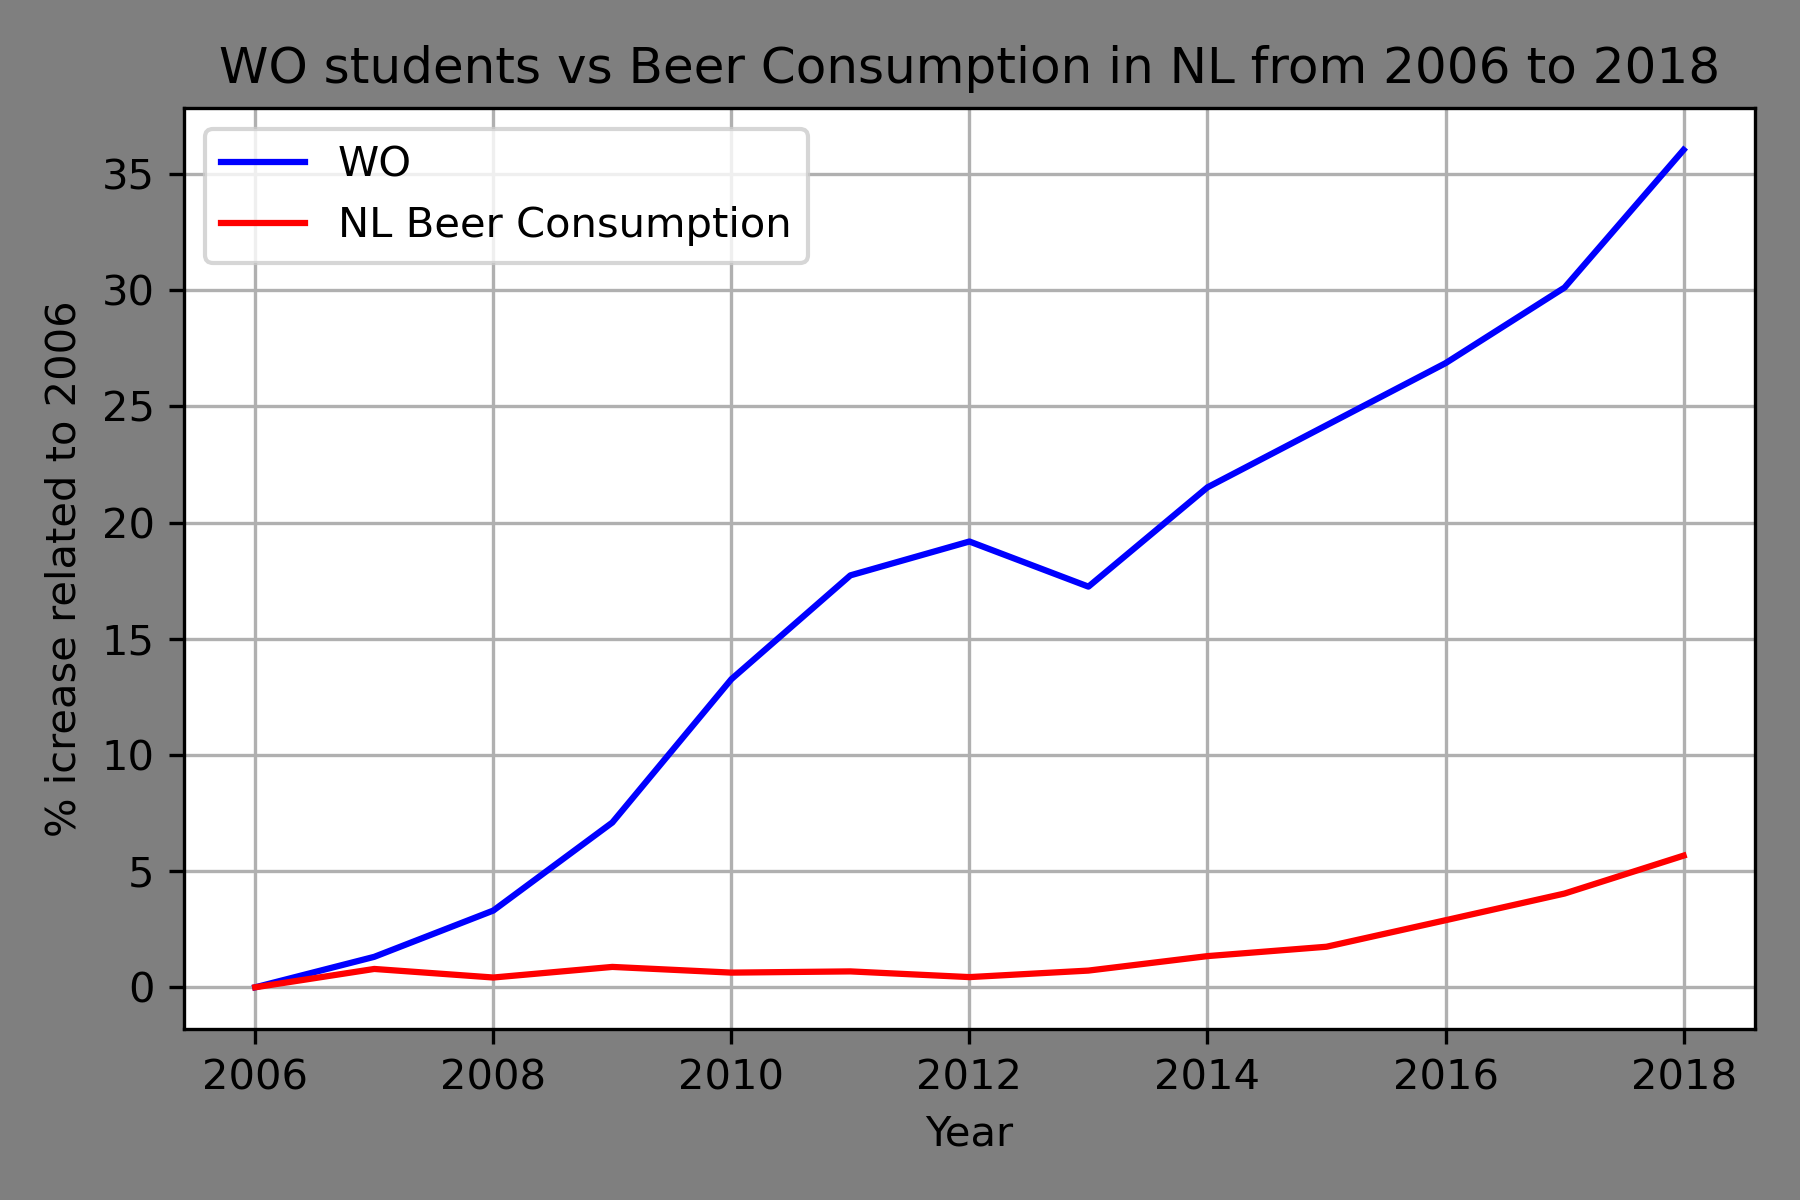 WO students vs Beer Consumption in NL from 2006 to 2018
WO
NL Beer Consumption
% icrease related to 2006
35
30
25
20
15
10
5
0
2006 2008 2010 2012 2014 2016 2018
Year